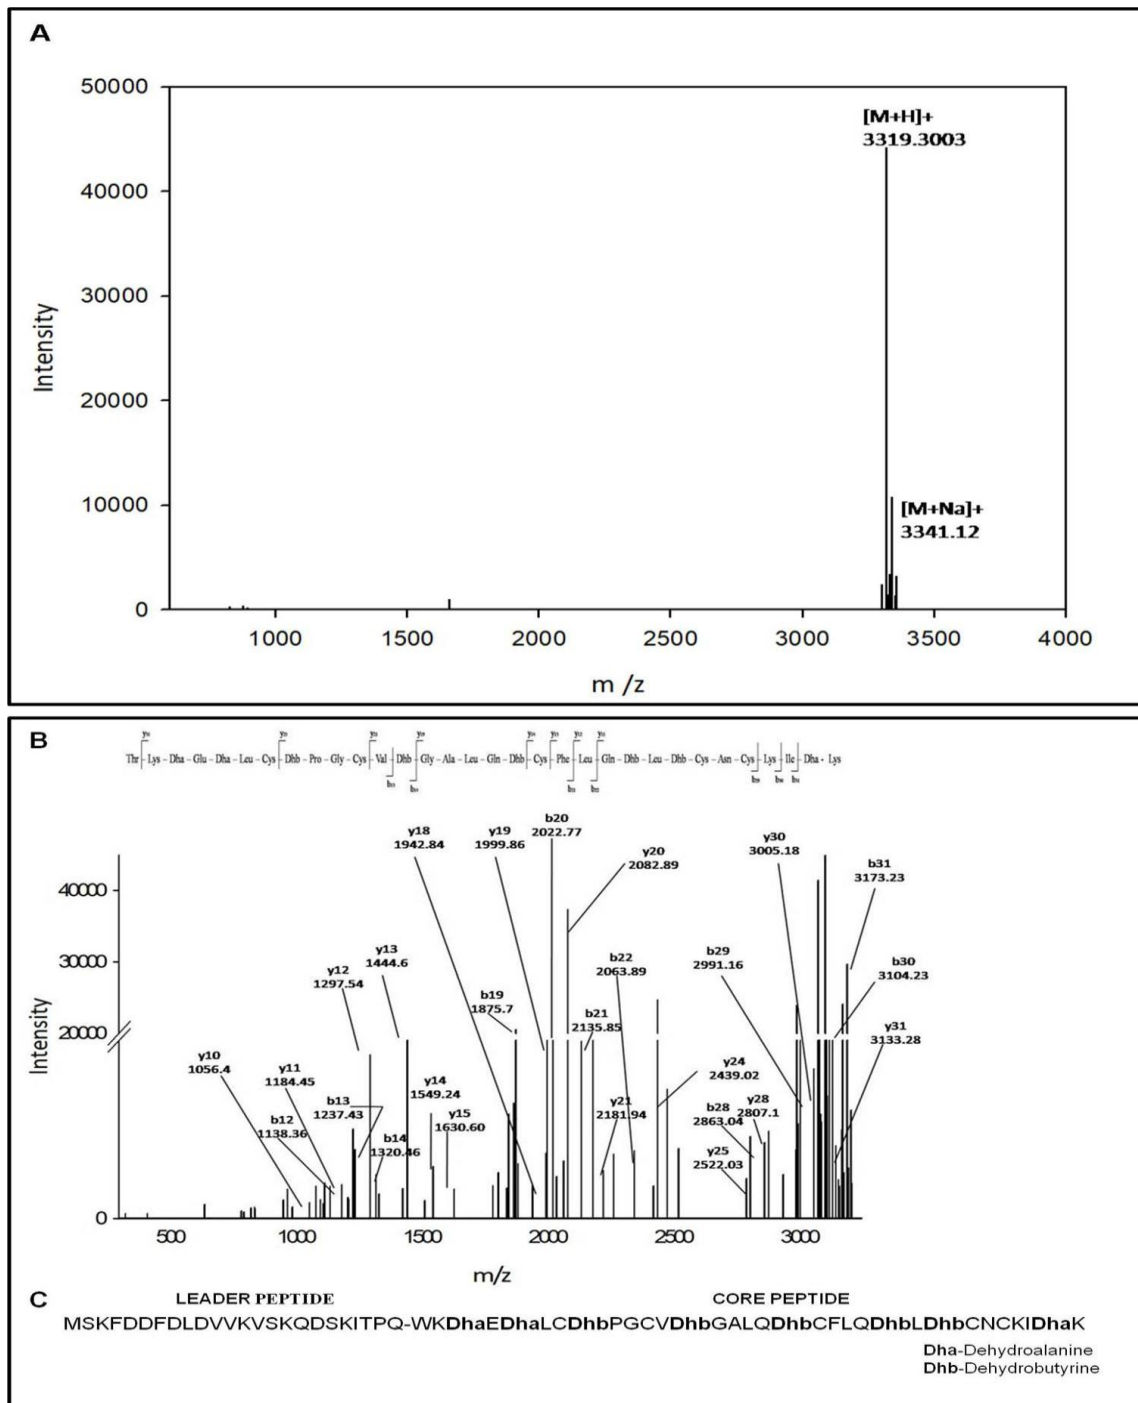 A
50000
40000
30000
20000
10000
0
Intensity
[M+H]+
3319.3003
[M+Na]+
3341.12
1000 1500 2000 2500 3000 3500 4000
m /z
B
Thr - Lys - Dha - Glu - Dha - Leu - Cys - Dhb - Pro - Gly - Cys - Val - Dhb - Gly - Ala - Leu - Gln - Dhb - Cys - Phe - Leu - Gln - Dhb - Leu - Dhb - Cys - Asn - Cys - Lys - Ile - Dha - Lys
b20
2022.77
y18
1942.84
y19
1999.86
y20
2082.89
y30
3005.18
b31
3173.23
y13
1444.6
y12
1297.54
b22
2063.89
b29
2991.16
b30
3104.23
b19
1875.7
b21
2135.85
y33
3133.28
y10
1056.4
y11
1184.45
b12
1138.36
b13
1237.43
b14
1320.46
y14
1549.24
y15
1630.60
y21
2181.94
y24
2439.02
b28
2863.04
y28
2807.1
y25
2522.03
40000
30000
20000
0
Intensity
500 1000 1500 2000 2500 3000
m/z
C
LEADER PEPTIDE CORE PEPTIDE
MSKFDDFDLDVVKVSKQDSKITPQ-WKDhaEDhaLCDhbPGCVDhbGALQDhbCFLQDhbLDhbCNCKIDhaK
Dha-Dehydroalanine
Dhb-Dehydrobutyrine